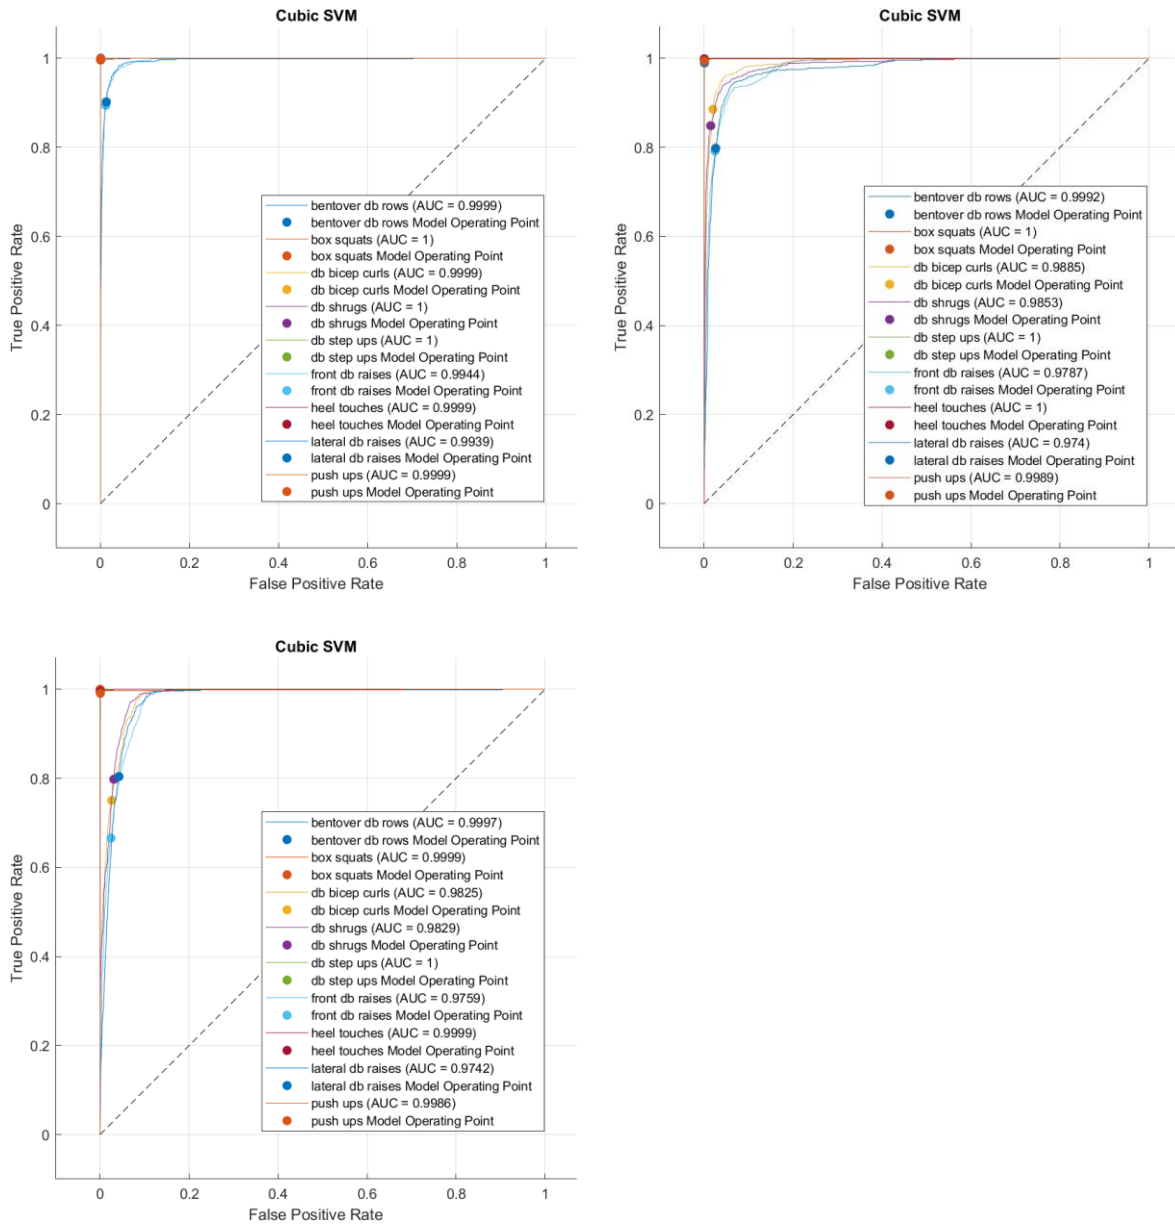 Cubic SVM
1
0.8
0.6
0.4
0.2
0
True Positive Rate
bentover db rows (AUC = 0.9999)
bentover db rows Model Operating Point
box squats (AUC = 1)
box squats Model Operating Point
db bicep curls (AUC = 0.9999)
db bicep curls Model Operating Point
db shrugs (AUC = 1)
db shrugs Model Operating Point
db step ups (AUC = 1)
db step ups Model Operating Point
front db raises (AUC = 0.9944)
front db raises Model Operating Point
heel touches (AUC = 0.9999)
heel touches Model Operating Point
lateral db raises (AUC = 0.9939)
lateral db raises Model Operating Point
push ups (AUC = 0.9999)
push ups Model Operating Point
0 0.2 0.4 0.6 0.8 1
False Positive Rate
Cubic SVM
1
0.8
0.6
0.4
0.2
0
True Positive Rate
bentover db rows (AUC = 0.9992)
bentover db rows Model Operating Point
box squats (AUC = 1)
box squats Model Operating Point
db bicep curls (AUC = 0.9885)
db bicep curls Model Operating Point
db shrugs (AUC = 0.9853)
db shrugs Model Operating Point
db step ups (AUC = 1)
db step ups Model Operating Point
front db raises (AUC = 0.9787)
front db raises Model Operating Point
heel touches (AUC = 1)
heel touches Model Operating Point
lateral db raises (AUC = 0.974)
lateral db raises Model Operating Point
push ups (AUC = 0.9989)
push ups Model Operating Point
0 0.2 0.4 0.6 0.8 1
False Positive Rate
Cubic SVM
1
0.8
0.6
0.4
0.2
0
True Positive Rate
bentover db rows (AUC = 0.9997)
bentover db rows Model Operating Point
box squats (AUC = 0.9999)
box squats Model Operating Point
db bicep curls (AUC = 0.9825)
db bicep curls Model Operating Point
db shrugs (AUC = 0.9829)
db shrugs Model Operating Point
db step ups (AUC = 1)
db step ups Model Operating Point
front db raises (AUC = 0.9759)
front db raises Model Operating Point
heel touches (AUC = 0.9999)
heel touches Model Operating Point
lateral db raises (AUC = 0.9742)
lateral db raises Model Operating Point
push ups (AUC = 0.9986)
push ups Model Operating Point
0 0.2 0.4 0.6 0.8 1
False Positive Rate